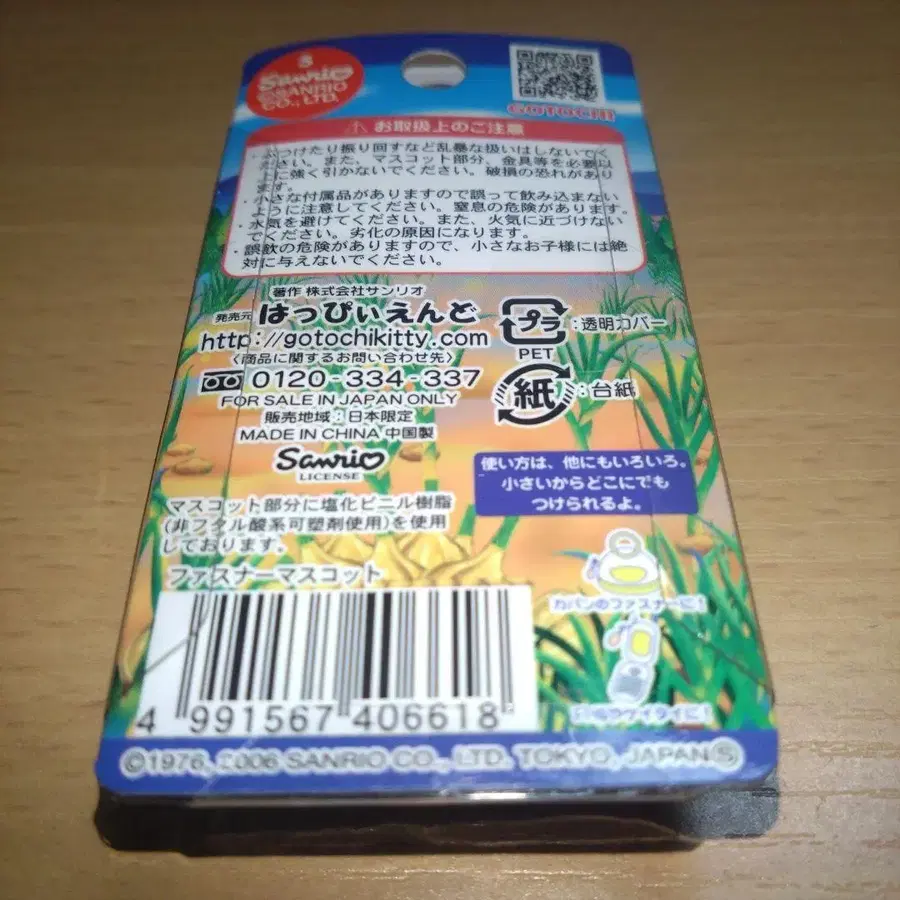 S
Sanrio
©SANRIO
CO., LTD.
GOTOCHI
⚠ お取扱上のご注意
・ぶつけたり振り回すなど乱暴な扱いはしないでく
ださい。また、マスコット部分、金具等を必要以
上に強く引かないでください。破損の恐れがあり
ます。
・小さな付属品がありますので誤って飲み込まない
ように注意してください。窒息の危険があります。
・水気を避けてください。また、火気に近づけない
でください。劣化の原因になります。
・誤飲の危険がありますので、小さなお子様には絶
対に与えないでください。
著作 株式会社サンリオ
発売元 はっぴぃえんど
http://gotochikitty.com
〈商品に関するお問い合わせ先〉
0120-334-337
FOR SALE IN JAPAN ONLY
販売地域:日本限定
MADE IN CHINA 中国製
Sanrio
LICENSE
プラ :透明カバー
PET
紙 :台紙
使い方は、他にもいろいろ。
小さいからどこにでも
つけられるよ。
マスコット部分に塩化ビニル樹脂
(非フタル酸系可塑剤使用)を使用
しております。
ファスナーマスコット
カバンのファスナーに!
4 991567 406618
©1976, 2006 SANRIO CO., LTD. TOKYO, JAPAN Ⓢ